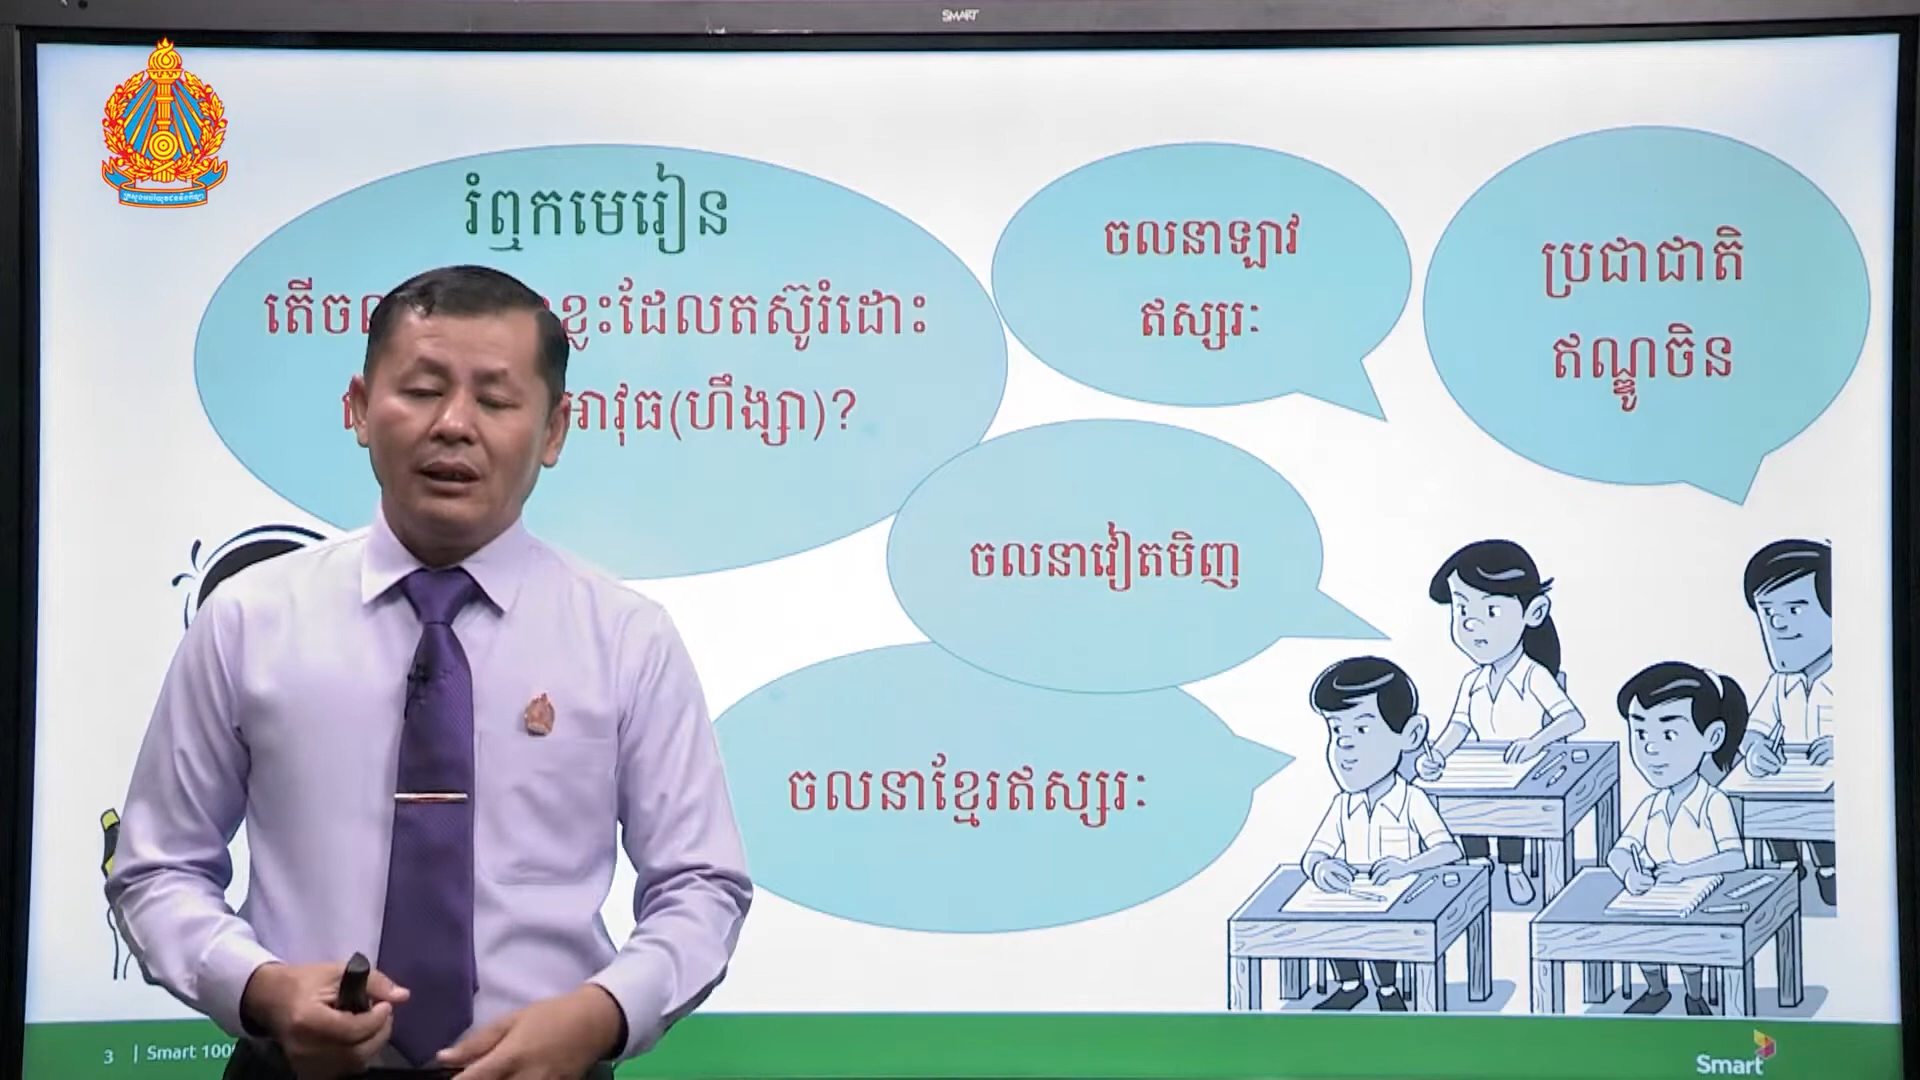 SMART
រំឮកមេរៀន
តើច ខ្លះដែលតស៊ូរំដោះ
អាវុធ(ហឹង្សា)?
ចលនាឡាវ
ឥស្សរៈ
ប្រជាជាតិ
ឥណ្ឌូចិន
ចលនាវៀតមិញ
ចលនាខ្មែរឥស្សរៈ
3 | Smart 100
Smart